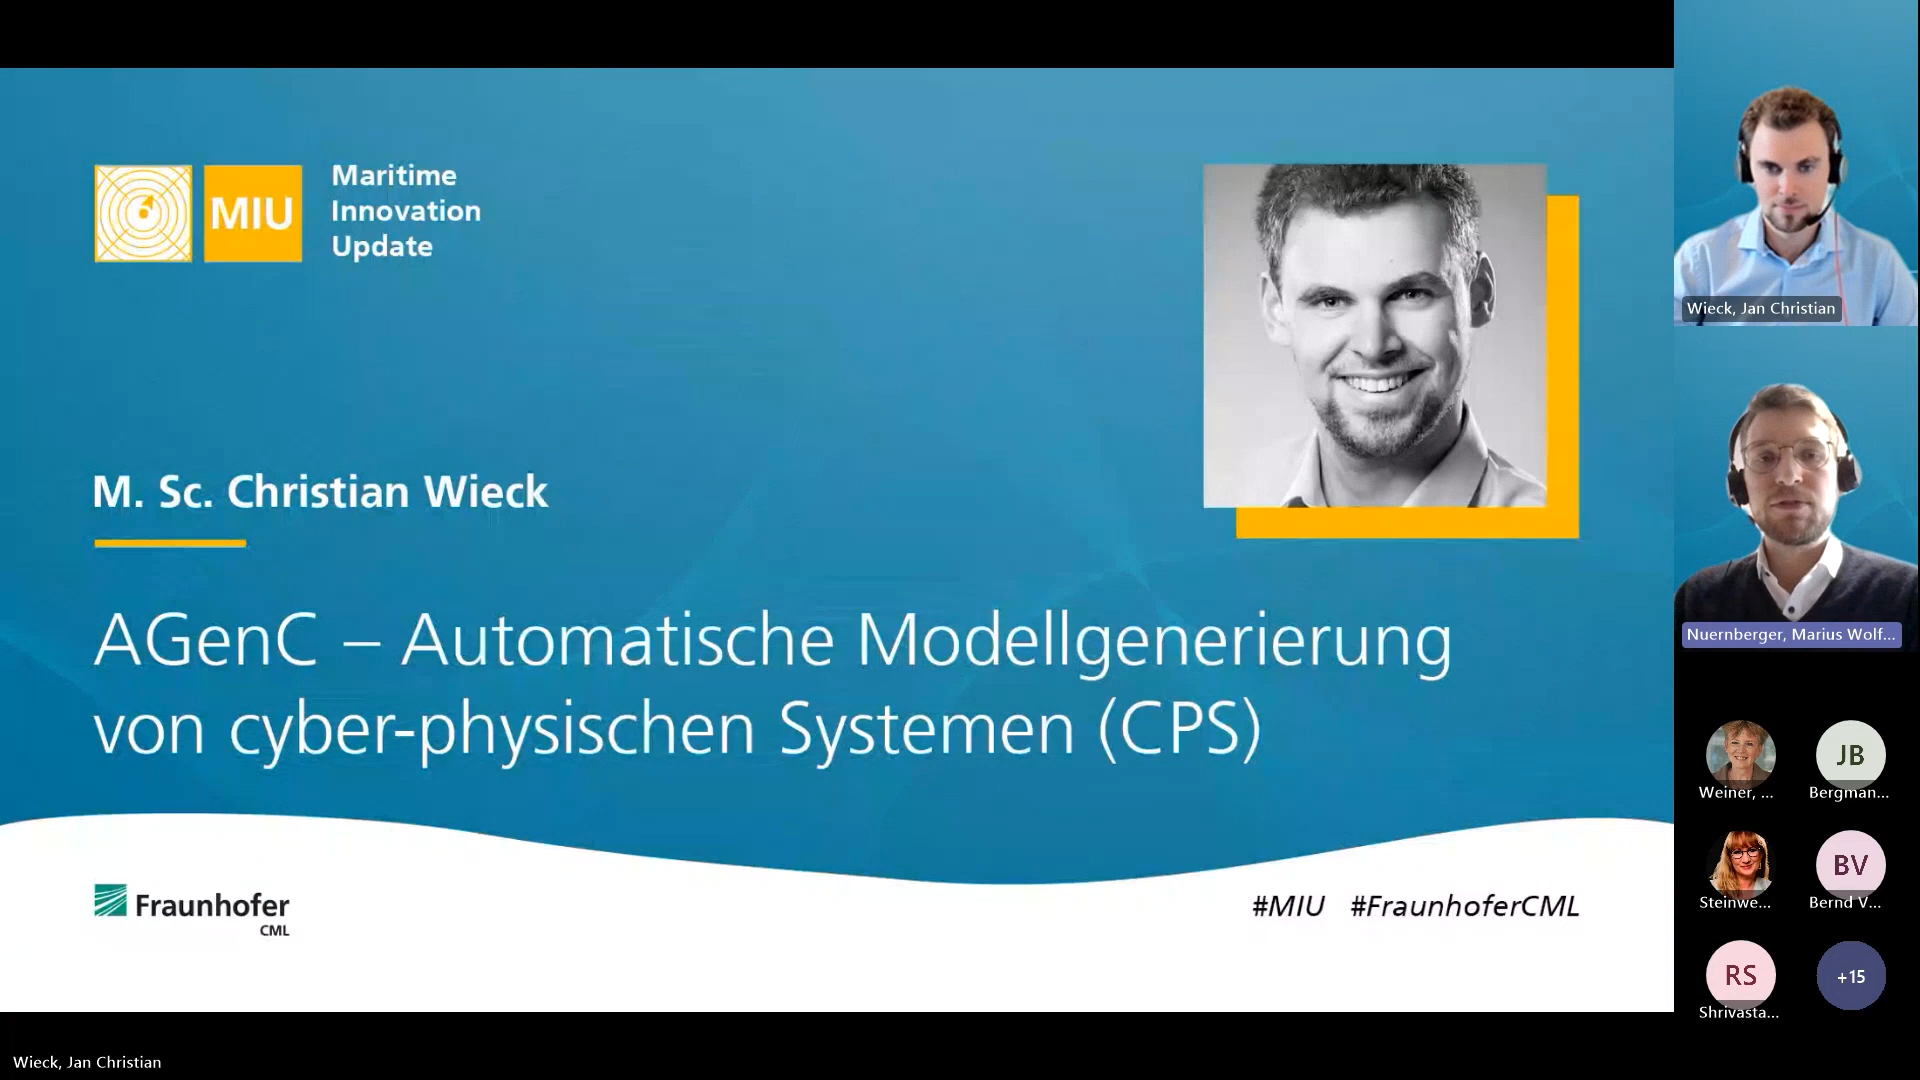 MIU
Maritime
Innovation
Update
M. Sc. Christian Wieck
AGenC – Automatische Modellgenerierung
von cyber-physischen Systemen (CPS)
Fraunhofer
CML
#MIU #FraunhoferCML
Wieck, Jan Christian
Nuernberger, Marius Wolf...
JB
Weiner, ...
Bergman...
BV
Steinwe...
Bernd V...
RS
+15
Shrivasta...
Wieck, Jan Christian